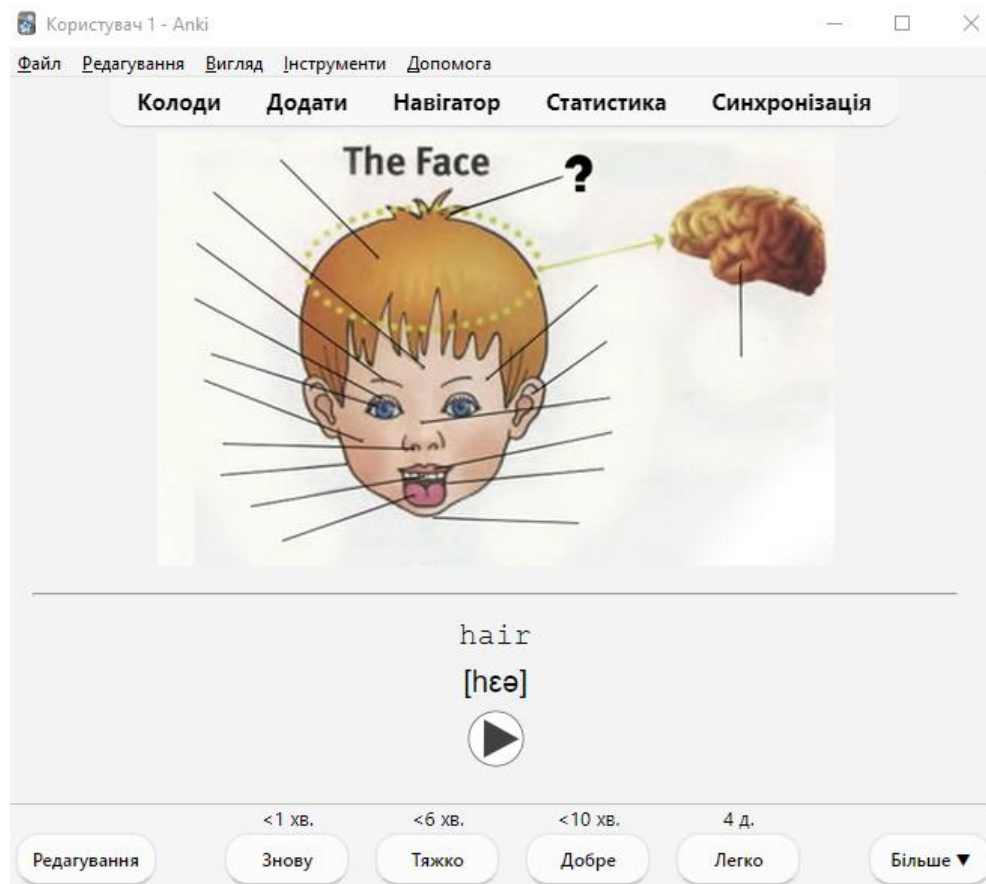 Користувач 1 - Anki
Файл Редагування Вигляд Інструменти Допомога
Колоди Додати Навігатор Статистика Синхронізація
The Face ?
hair
[hɛə]
<1 хв. <6 хв. <10 хв. 4 д.
Редагування Знову Тяжко Добре Легко Більше ▼